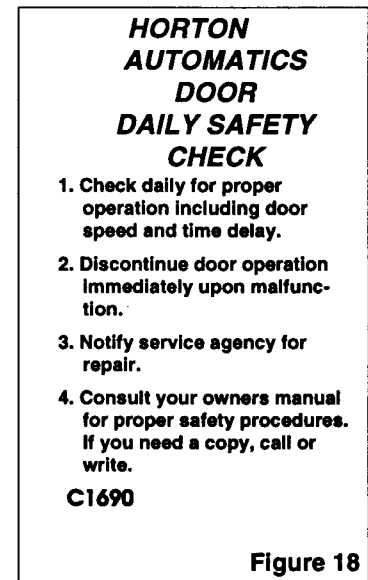 HORTON
AUTOMATICS
DOOR
DAILY SAFETY
CHECK
1. Check daily for proper
operation including door
speed and time delay.
2. Discontinue door operation
immediately upon malfunc-
tion.
3. Notify service agency for
repair.
4. Consult your owners manual
for proper safety procedures.
If you need a copy, call or
write.
C1690
Figure 18